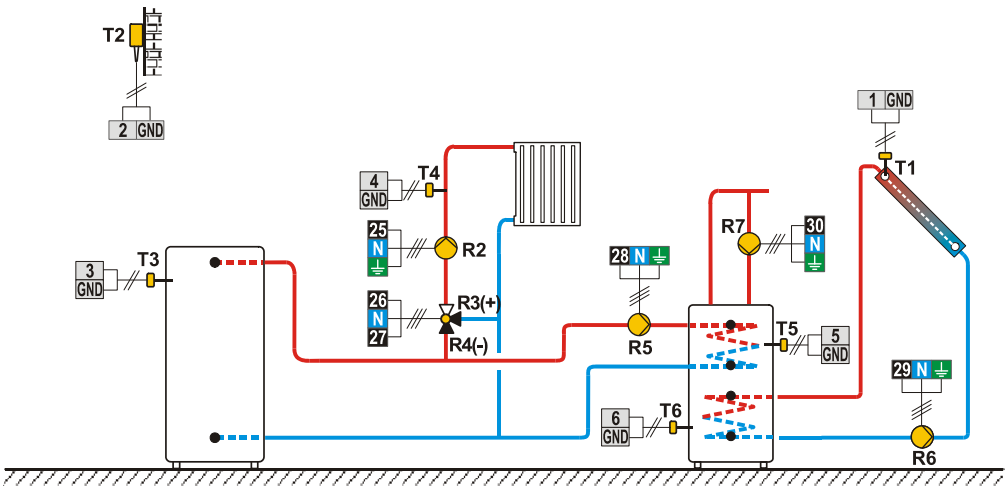 T2
2 GND
1 GND
T1
T4
4
GND
25
N
R2
R7
30
N
28 N
T3
3
GND
26
N
27
R3(+)
R4(-)
R5
T5
5
GND
29 N
T6
6
GND
R6